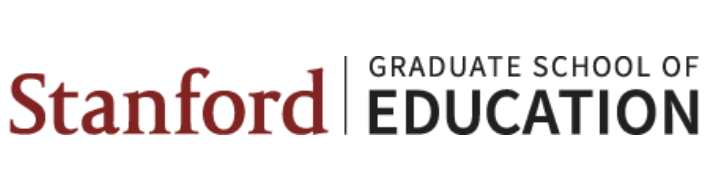 Stanford
GRADUATE SCHOOL OF
EDUCATION